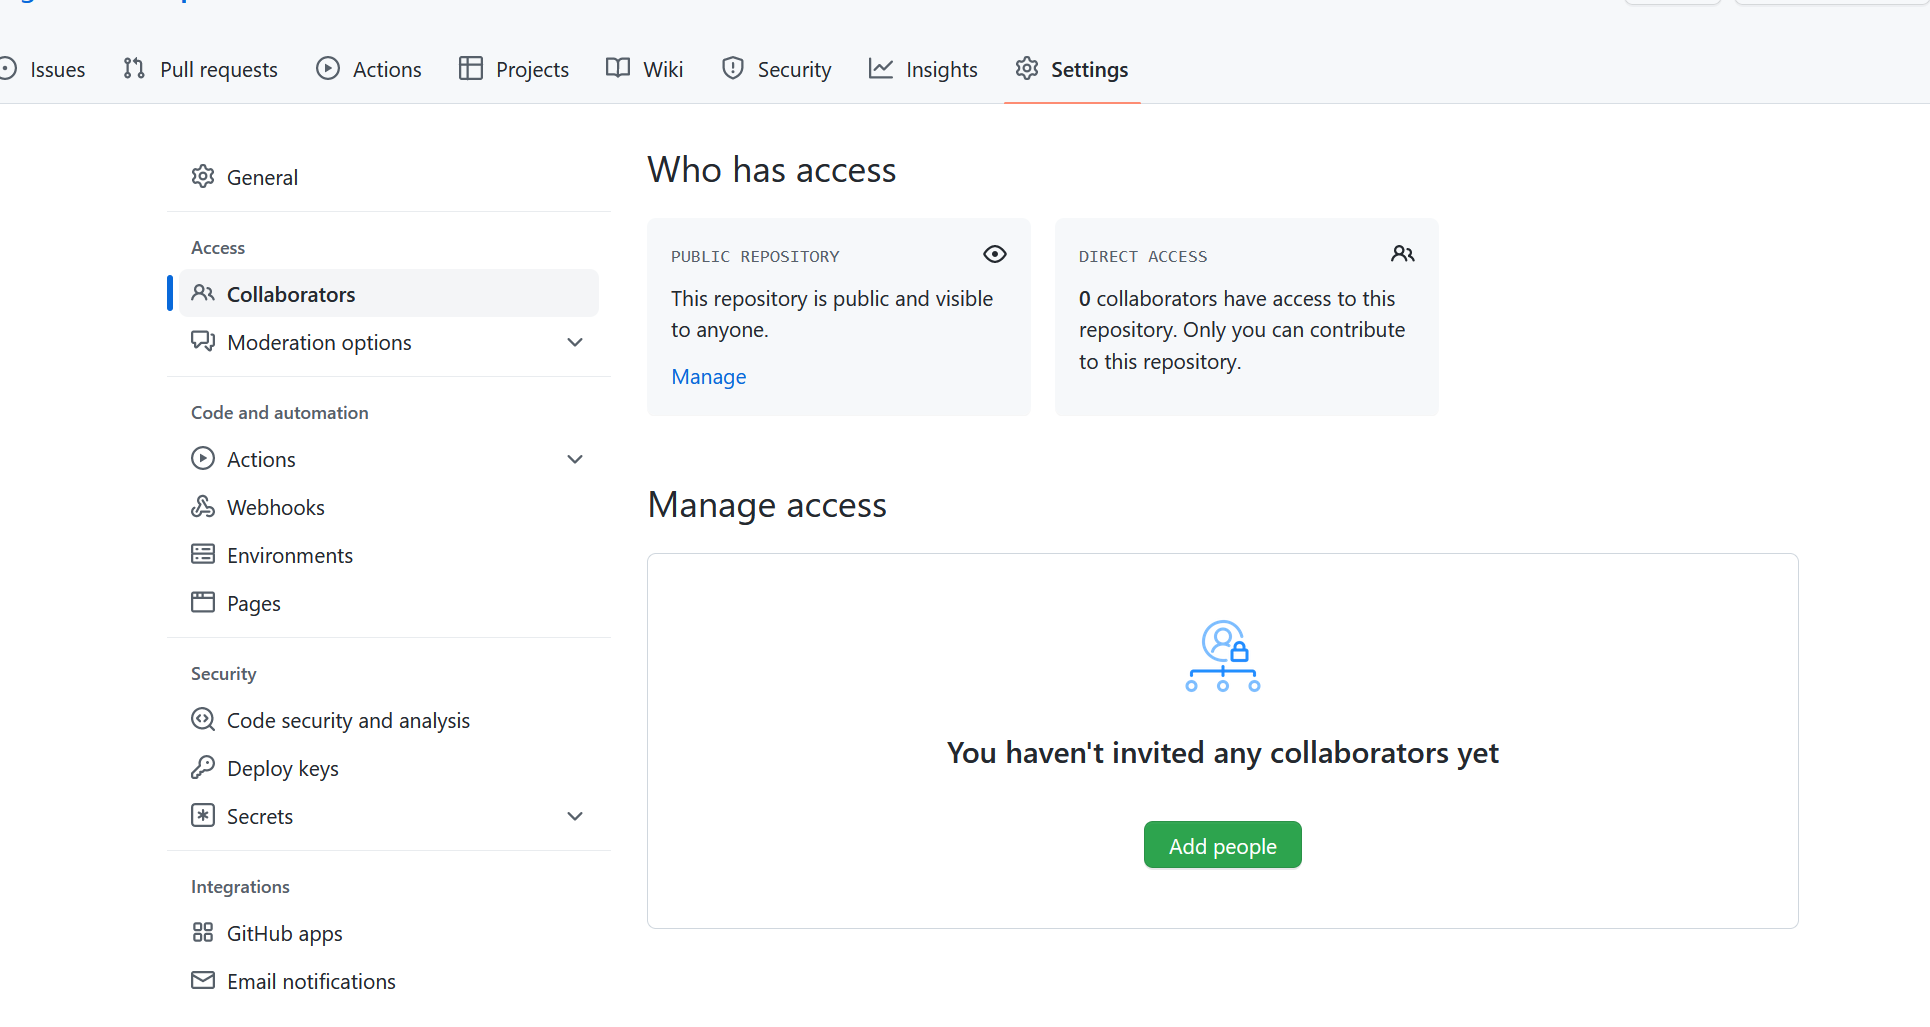 Issues
Pull requests
Actions
Projects
Wiki
Security
Insights
Settings
General
Access
Collaborators
Moderation options
Code and automation
Actions
Webhooks
Environments
Pages
Security
Code security and analysis
Deploy keys
Secrets
Integrations
GitHub apps
Email notifications
Who has access
PUBLIC REPOSITORY
This repository is public and visible
to anyone.
Manage
DIRECT ACCESS
0 collaborators have access to this
repository. Only you can contribute
to this repository.
Manage access
You haven't invited any collaborators yet
Add people